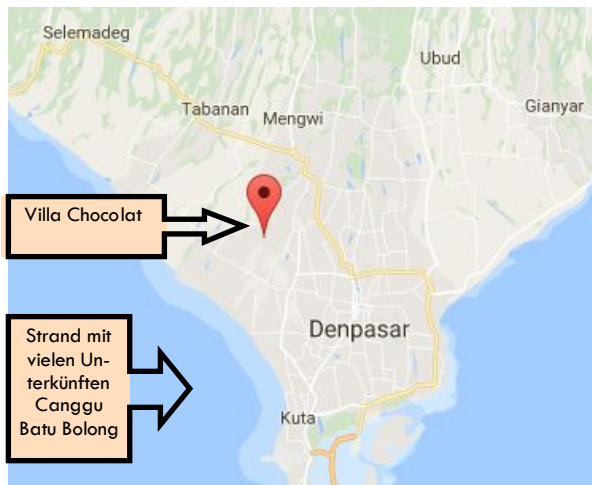 Selemadeg
Ubud
Tabanan
Mengwi
Gianyar
Villa Chocolat
Denpasar
Strand mit
vielen Un-
terkünften
Canggu
Batu Bolong
Kuta